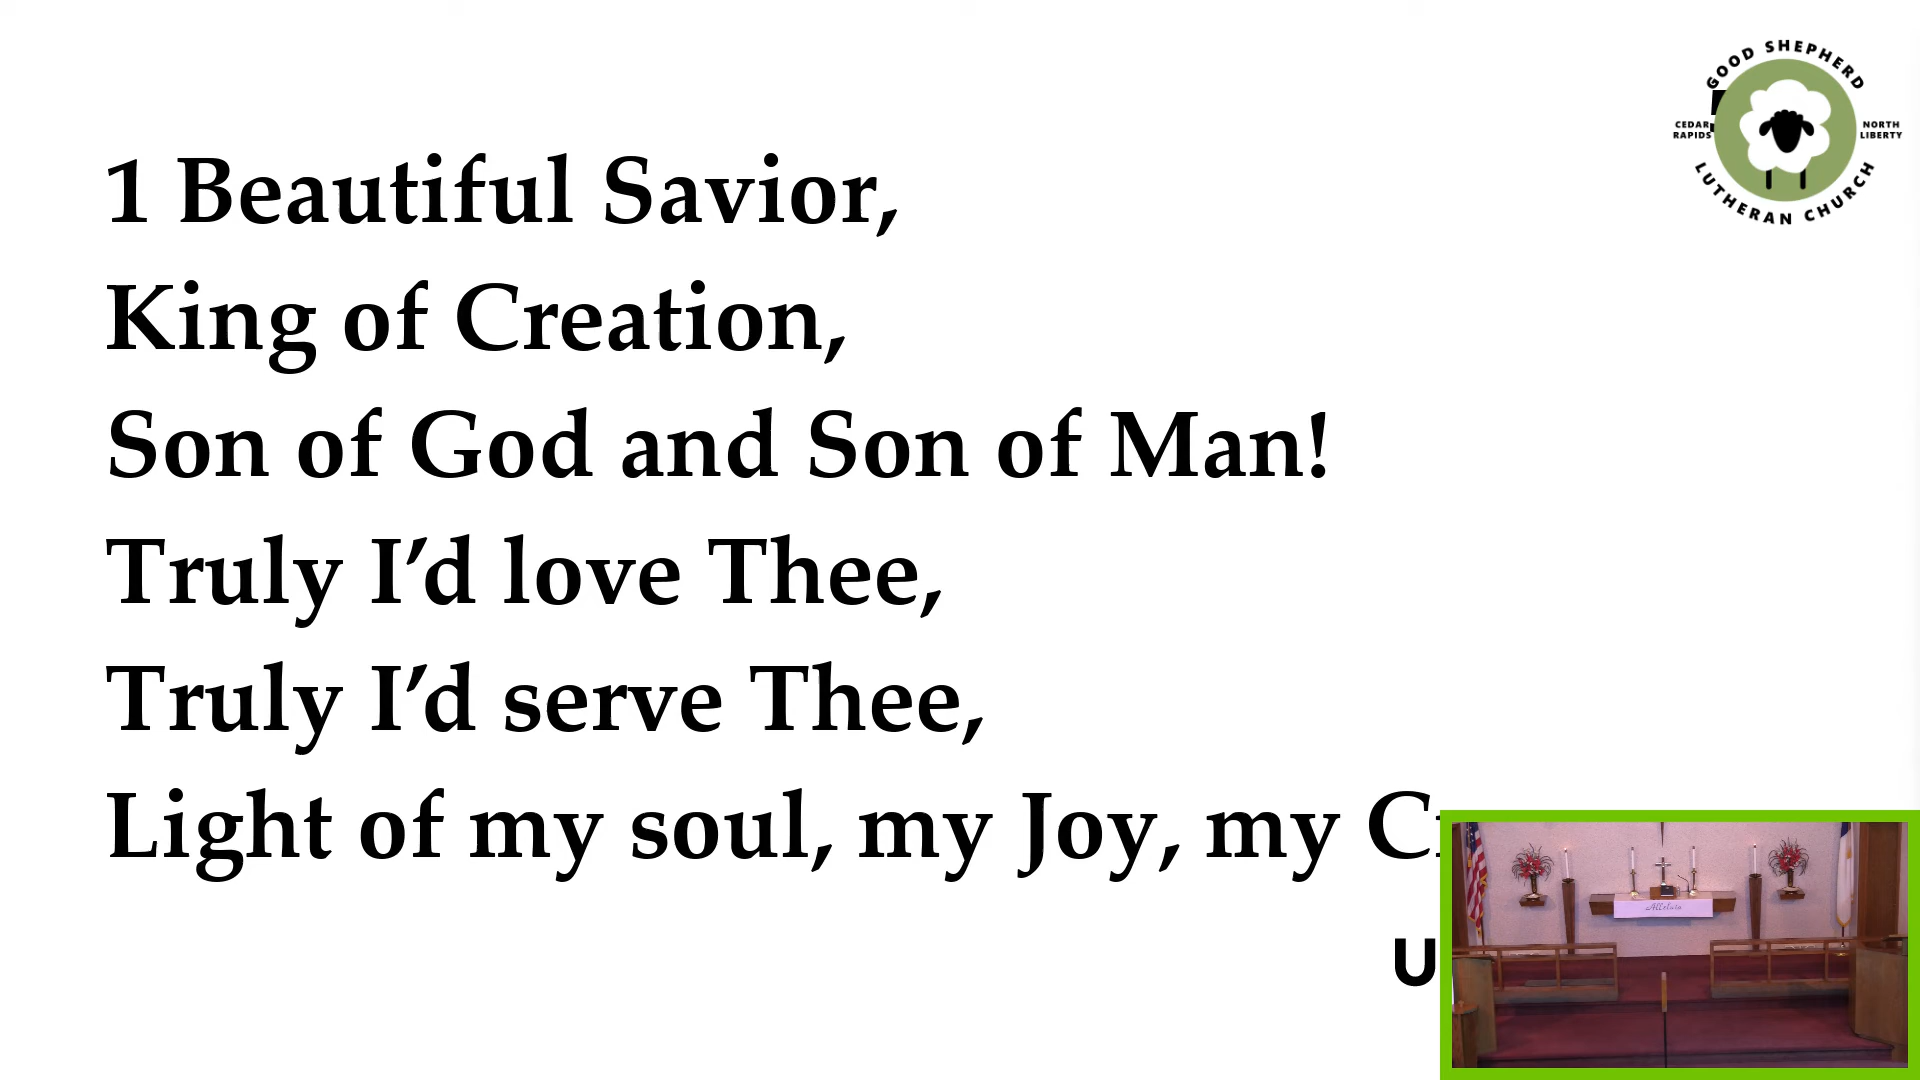 GOOD SHEPHERD
CEDAR RAPIDS
NORTH LIBERTY
LUTHERAN CHURCH
1 Beautiful Savior,
King of Creation,
Son of God and Son of Man!
Truly I’d love Thee,
Truly I’d serve Thee,
Light of my soul, my Joy, my
Alleluia